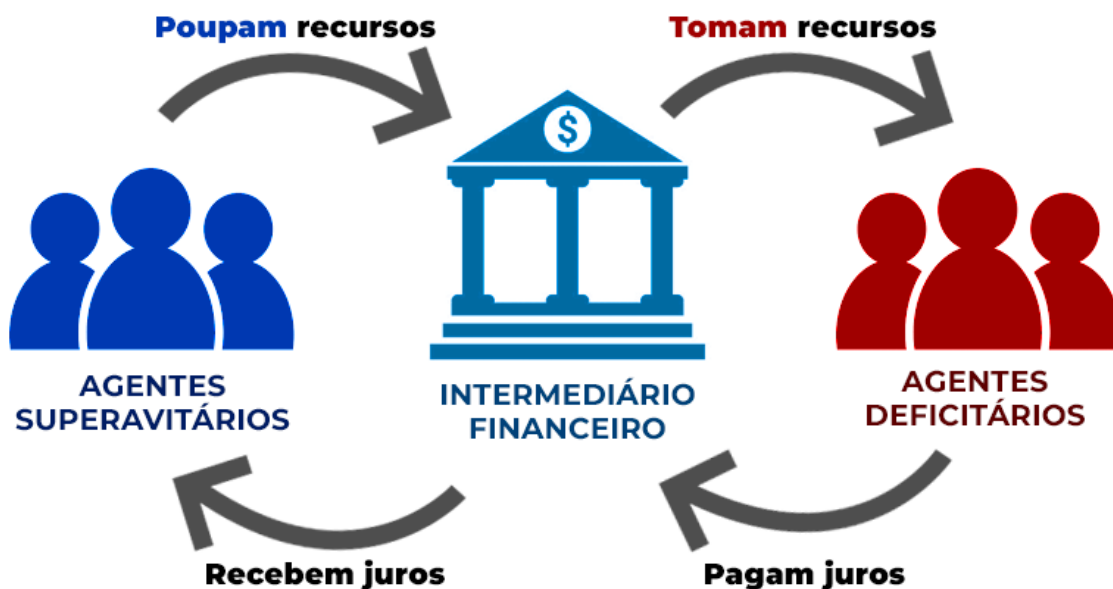 Poupam recursos
Tomam recursos
$
AGENTES
SUPERAVITÁRIOS
INTERMEDIÁRIO
FINANCEIRO
AGENTES
DEFICITÁRIOS
Recebem juros
Pagam juros